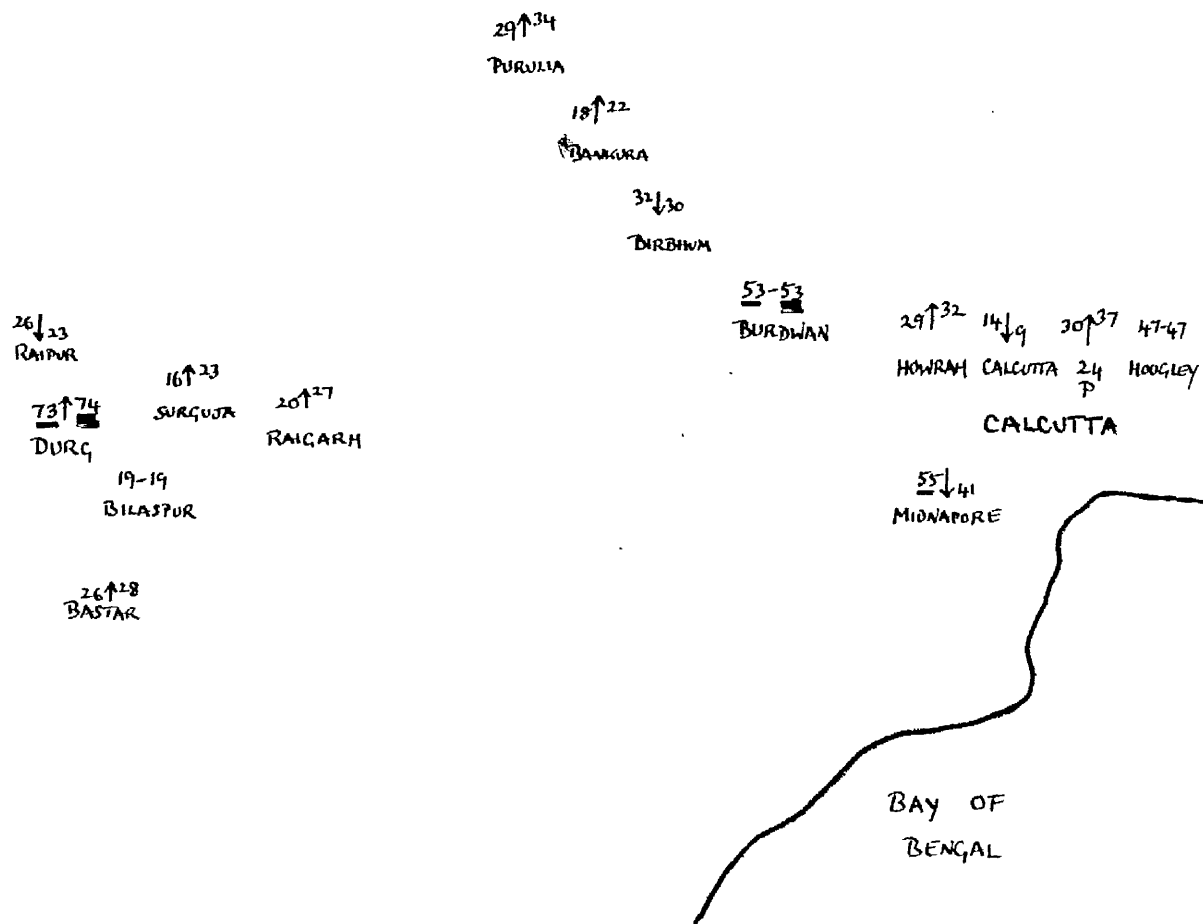 29↑34
PURULIA
18↑22
BANKURA
32↓30
BIRBHUM
53-53
BURDWAN
29↑32
HOWRAH
14↓9
CALCUTTA
30↑37
24
P
47-47
HOOGLEY
CALCUTTA
26↓23
RAIPUR
16↑23
SURGUJA
20↑27
RAIGARH
73↑74
DURG
19-19
BILASPUR
55↓41
MIDNAPORE
26↑28
BASTAR
BAY OF
BENGAL